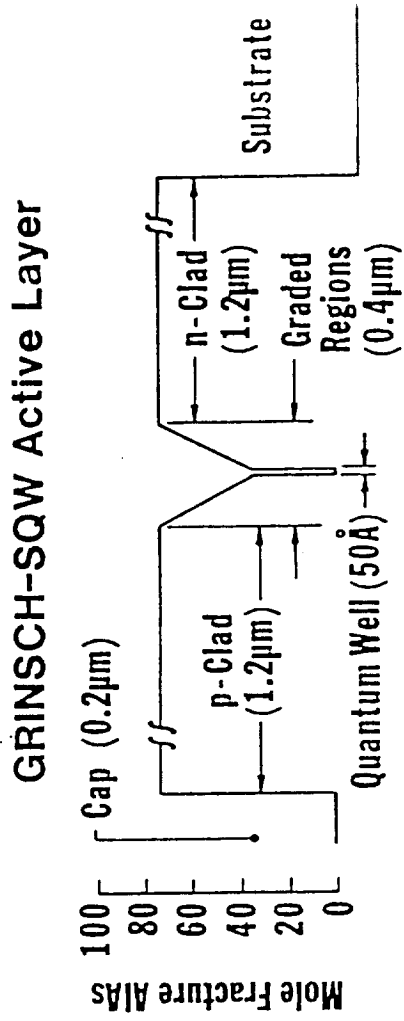 GRINSCH-SQW Active Layer
Mole Fracture AlAs
100
80
60
40
20
0
Cap (0.2μm)
p-Clad
(1.2μm)
Quantum Well (50Å)
n-Clad
(1.2μm)
Graded
Regions
(0.4μm)
Substrate